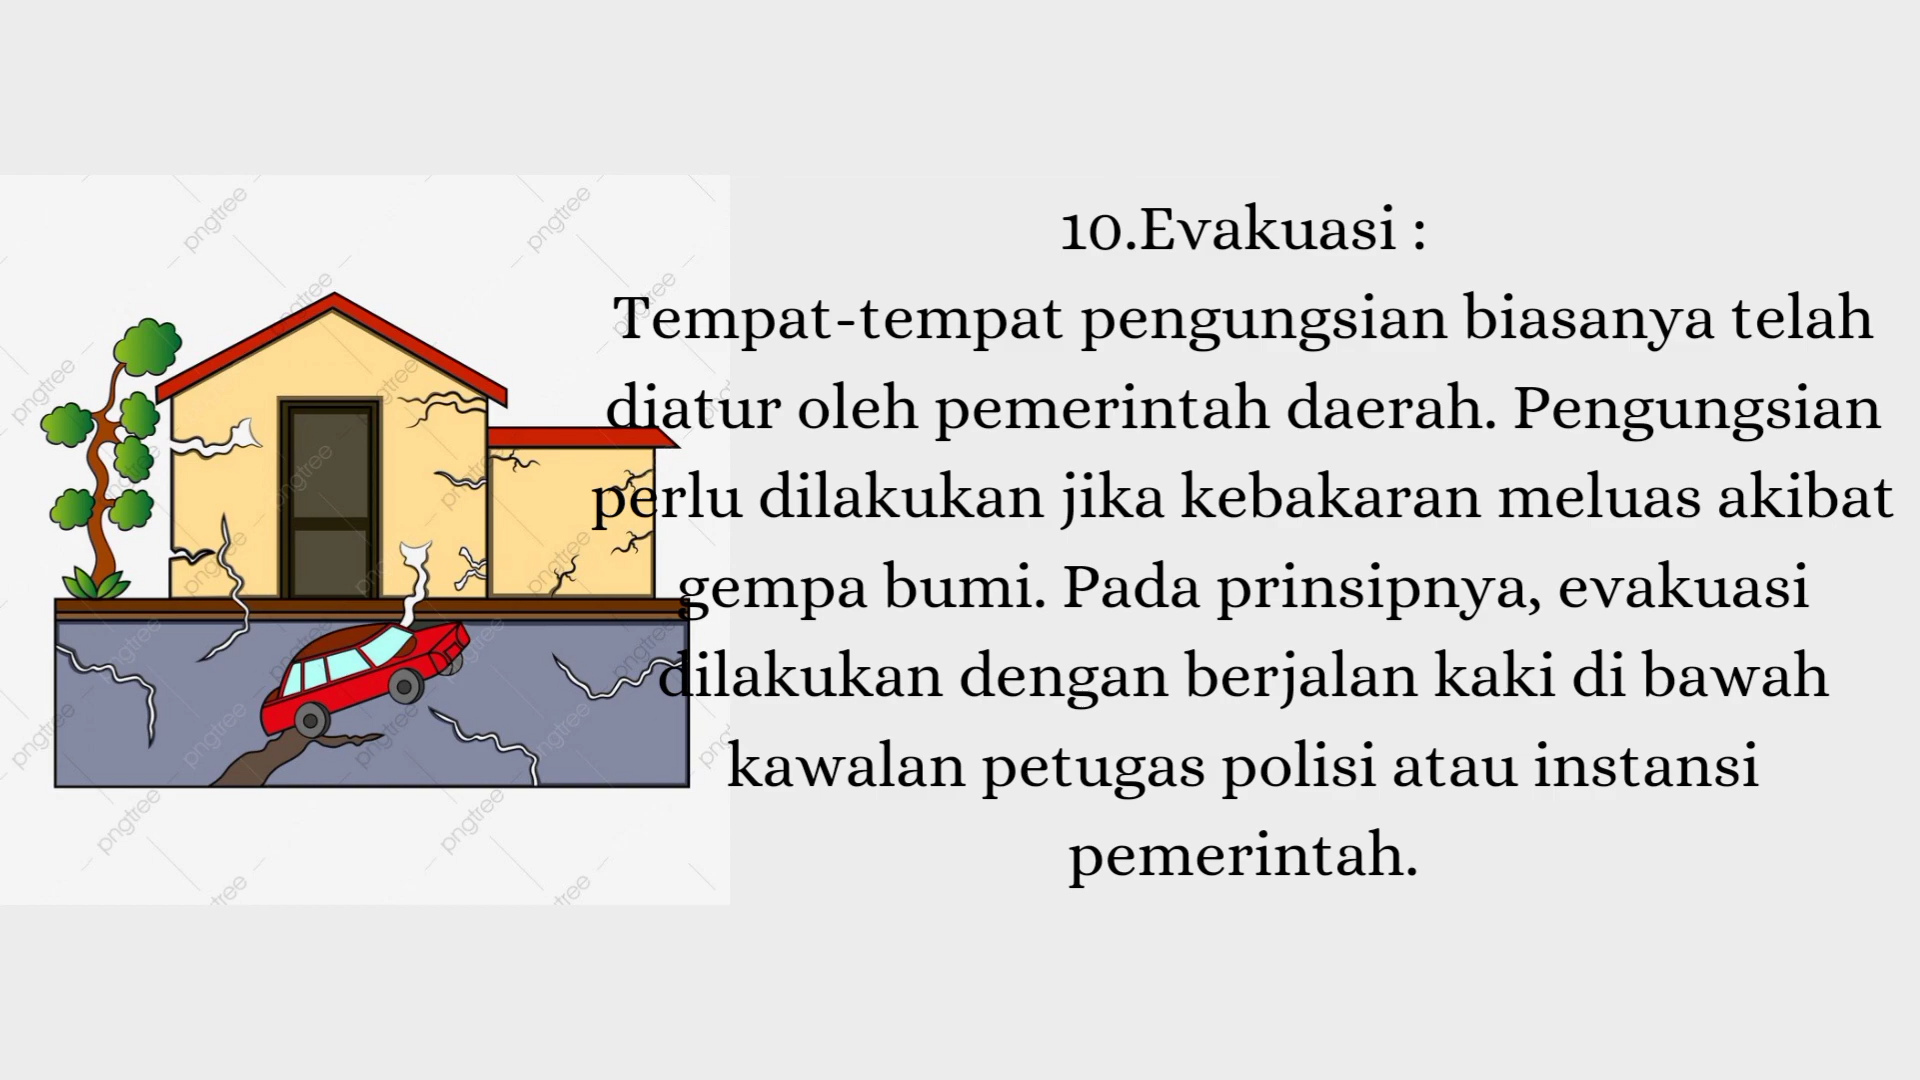 10.Evakuasi :
Tempat-tempat pengungsian biasanya telah
diatur oleh pemerintah daerah. Pengungsian
perlu dilakukan jika kebakaran meluas akibat
gempa bumi. Pada prinsipnya, evakuasi
dilakukan dengan berjalan kaki di bawah
kawalan petugas polisi atau instansi
pemerintah.
pngtree